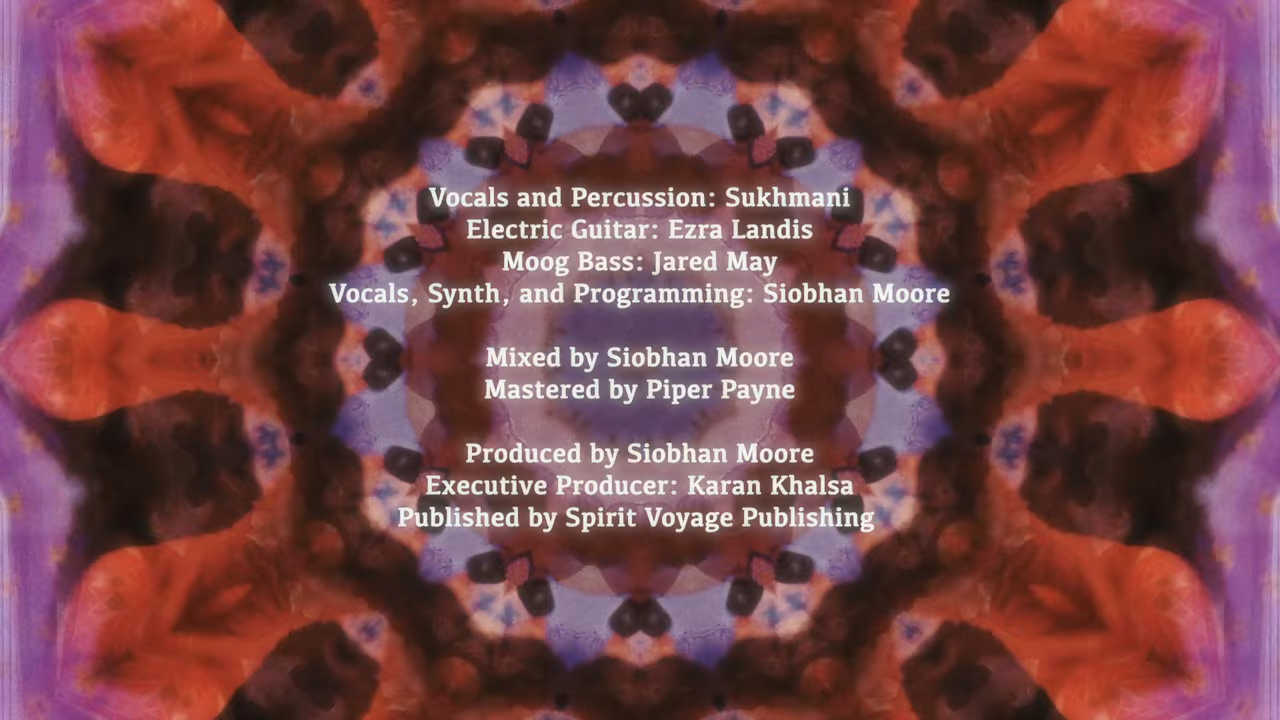 Vocals and Percussion: Sukhmani
Electric Guitar: Ezra Landis
Moog Bass: Jared May
Vocals, Synth, and Programming: Siobhan Moore
Mixed by Siobhan Moore
Mastered by Piper Payne
Produced by Siobhan Moore
Executive Producer: Karan Khalsa
Published by Spirit Voyage Publishing